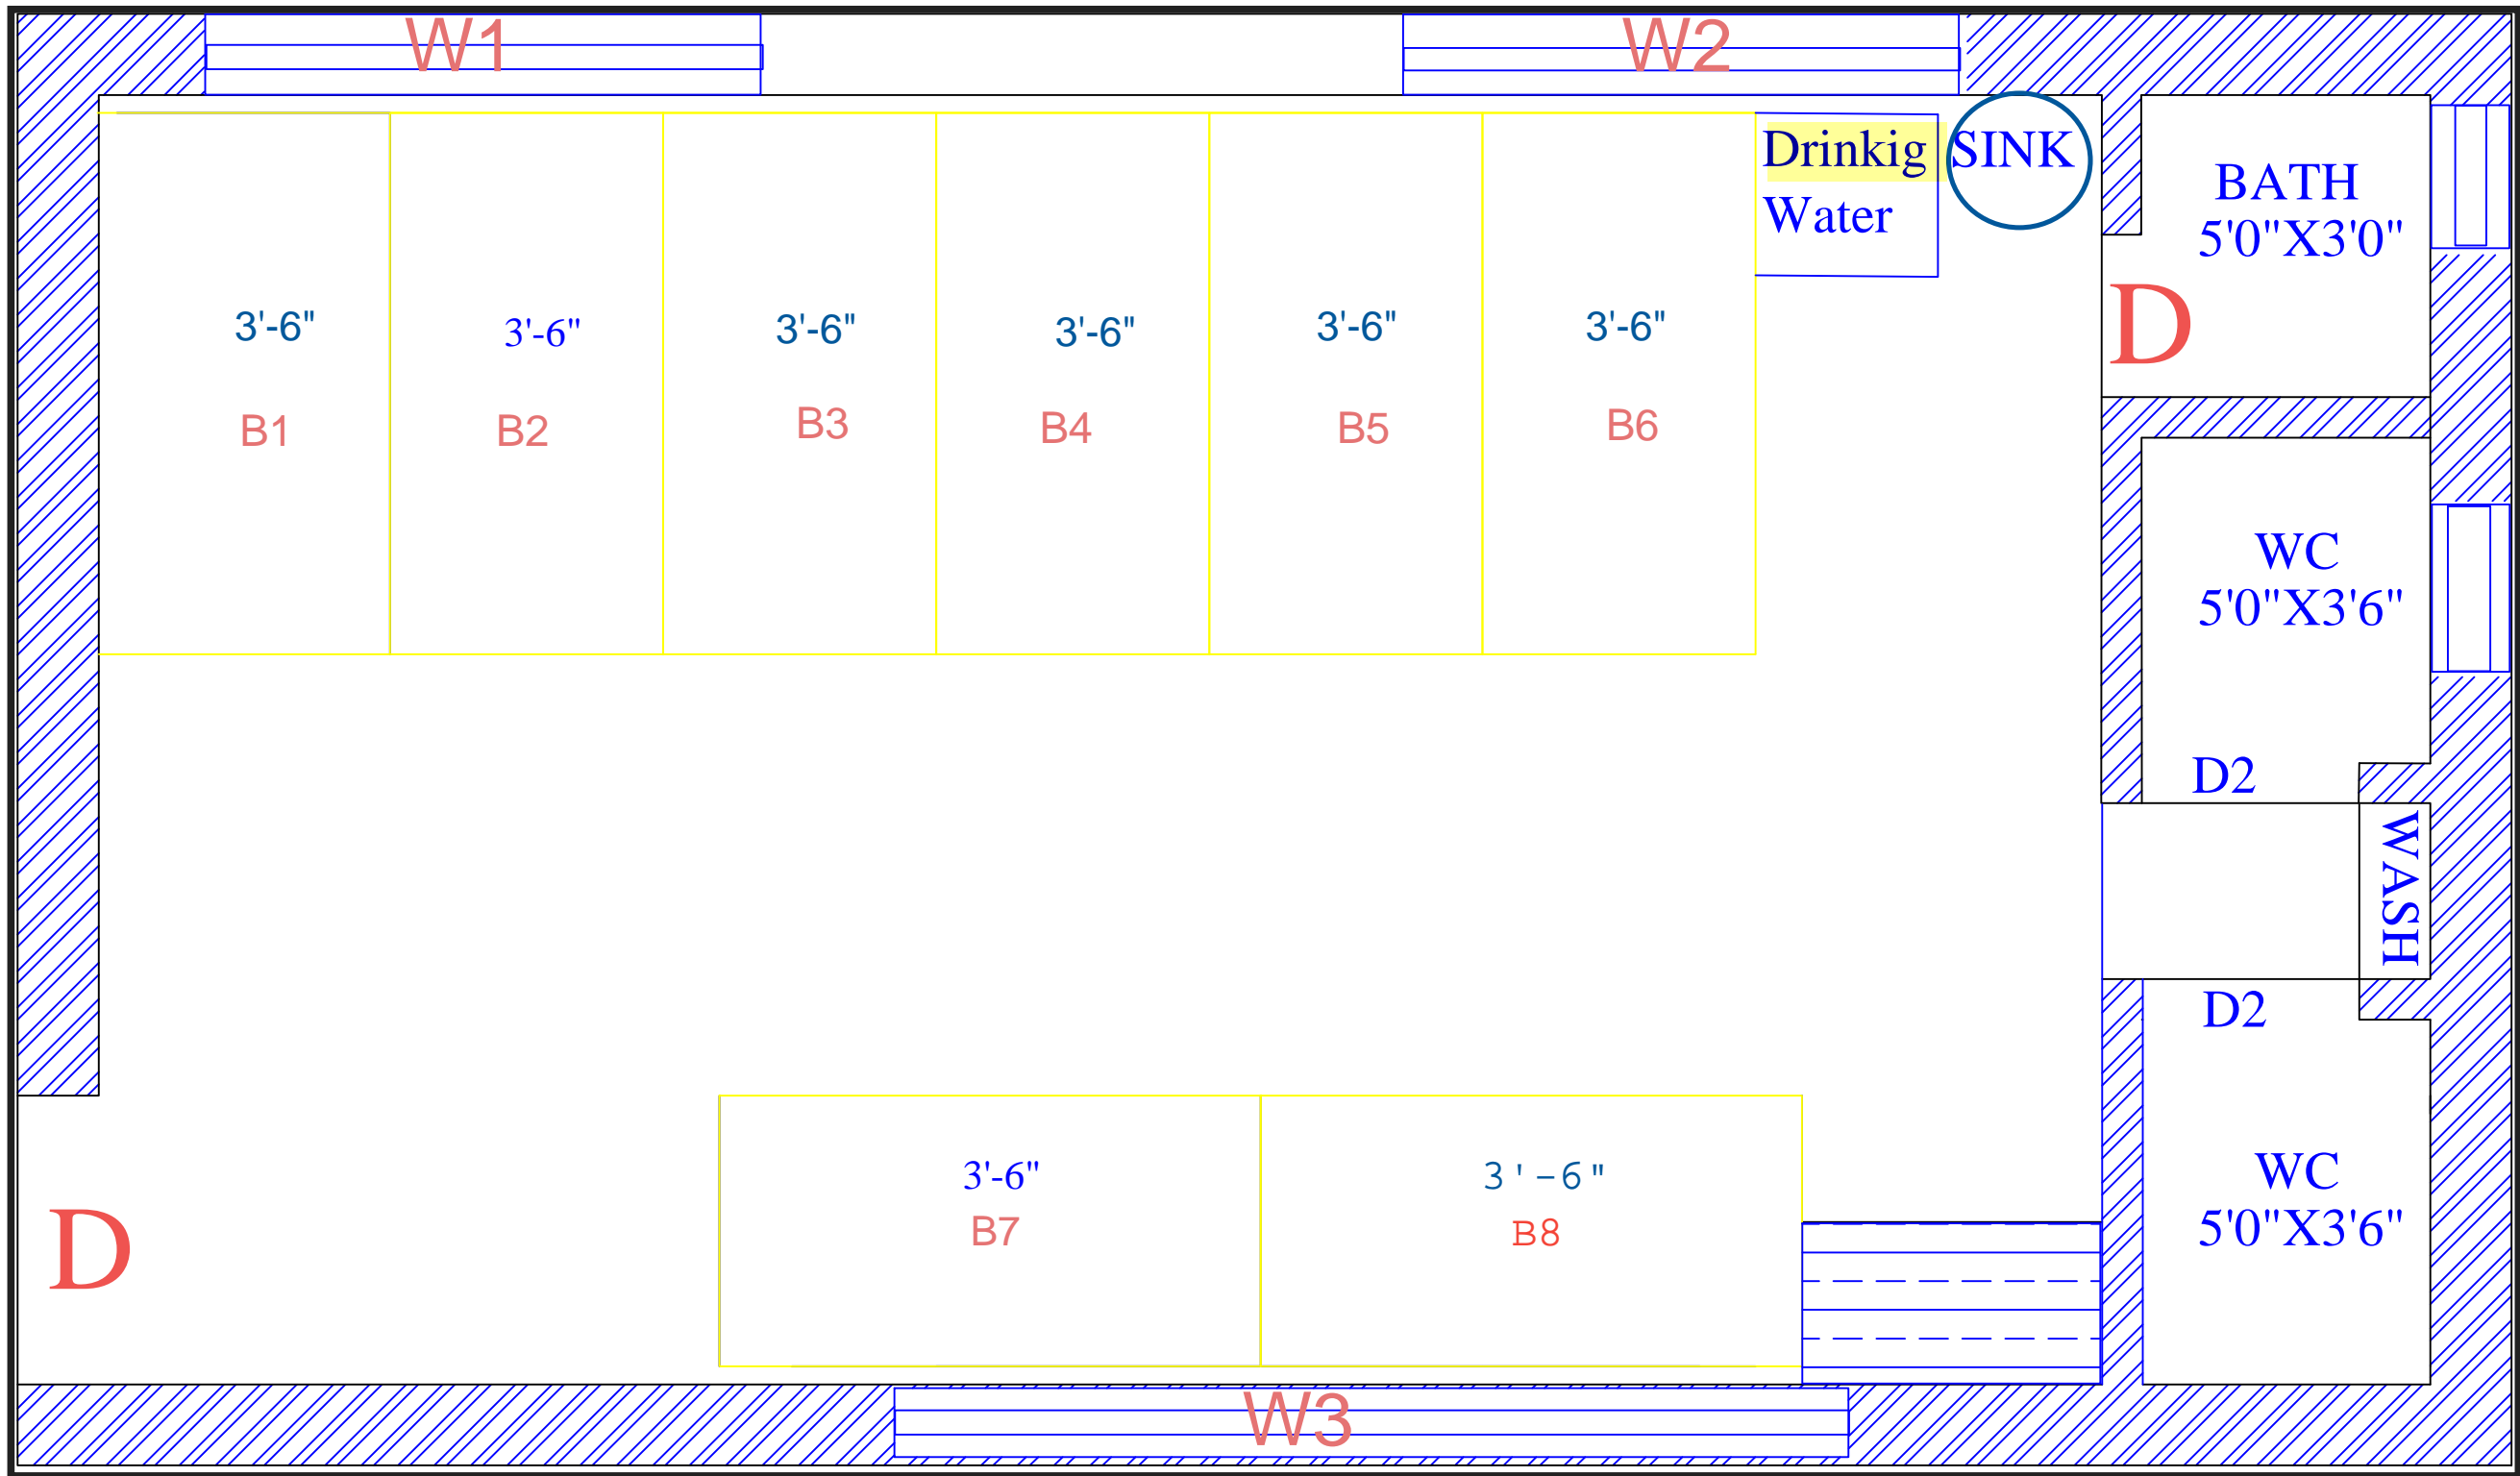 W1
W2
Drinkig
Water
SINK
BATH
5'0"X3'0"
D
3'-6"
3'-6"
3'-6"
3'-6"
3'-6"
3'-6"
B1
B2
B3
B4
B5
B6
WC
5'0"X3'6"
D2
WASH
D2
3'-6"
B7
3'-6"
B8
WC
5'0"X3'6"
D
W3